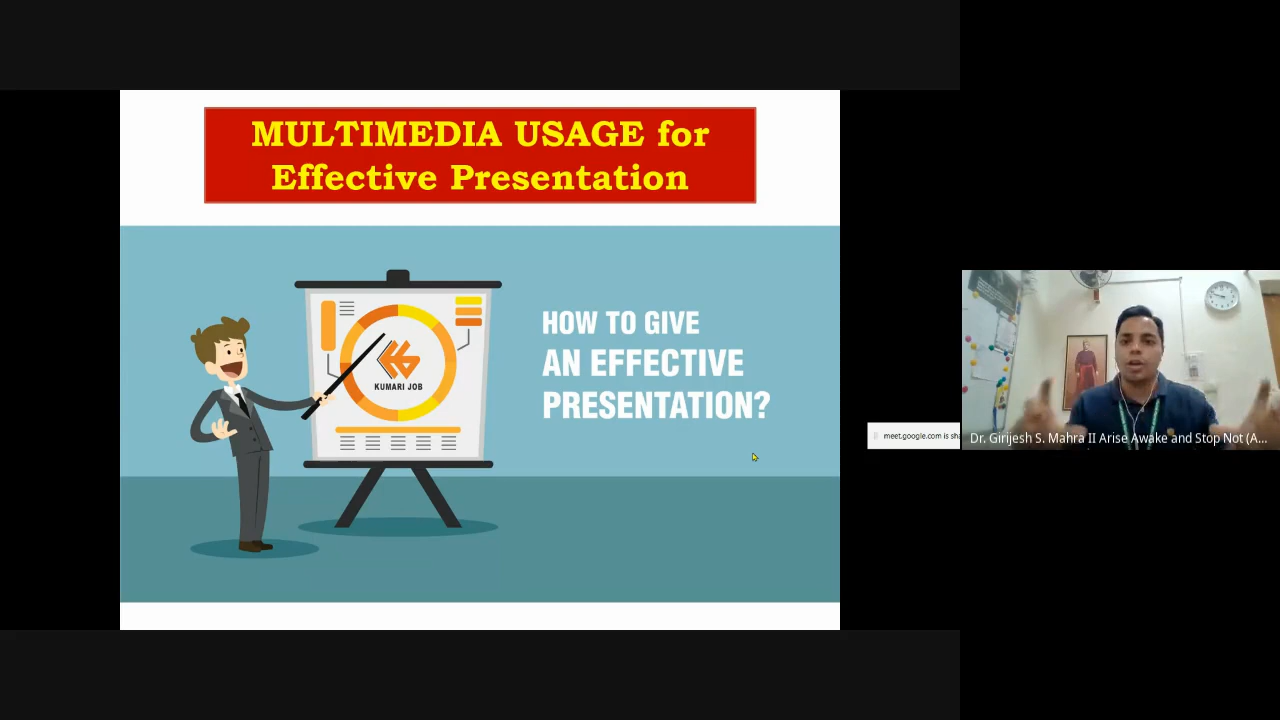 MULTIMEDIA USAGE for
Effective Presentation
KUMARI JOB
HOW TO GIVE
AN EFFECTIVE
PRESENTATION?
meet.google.com is sha
Dr. Girijesh S. Mahra II Arise Awake and Stop Not (A...